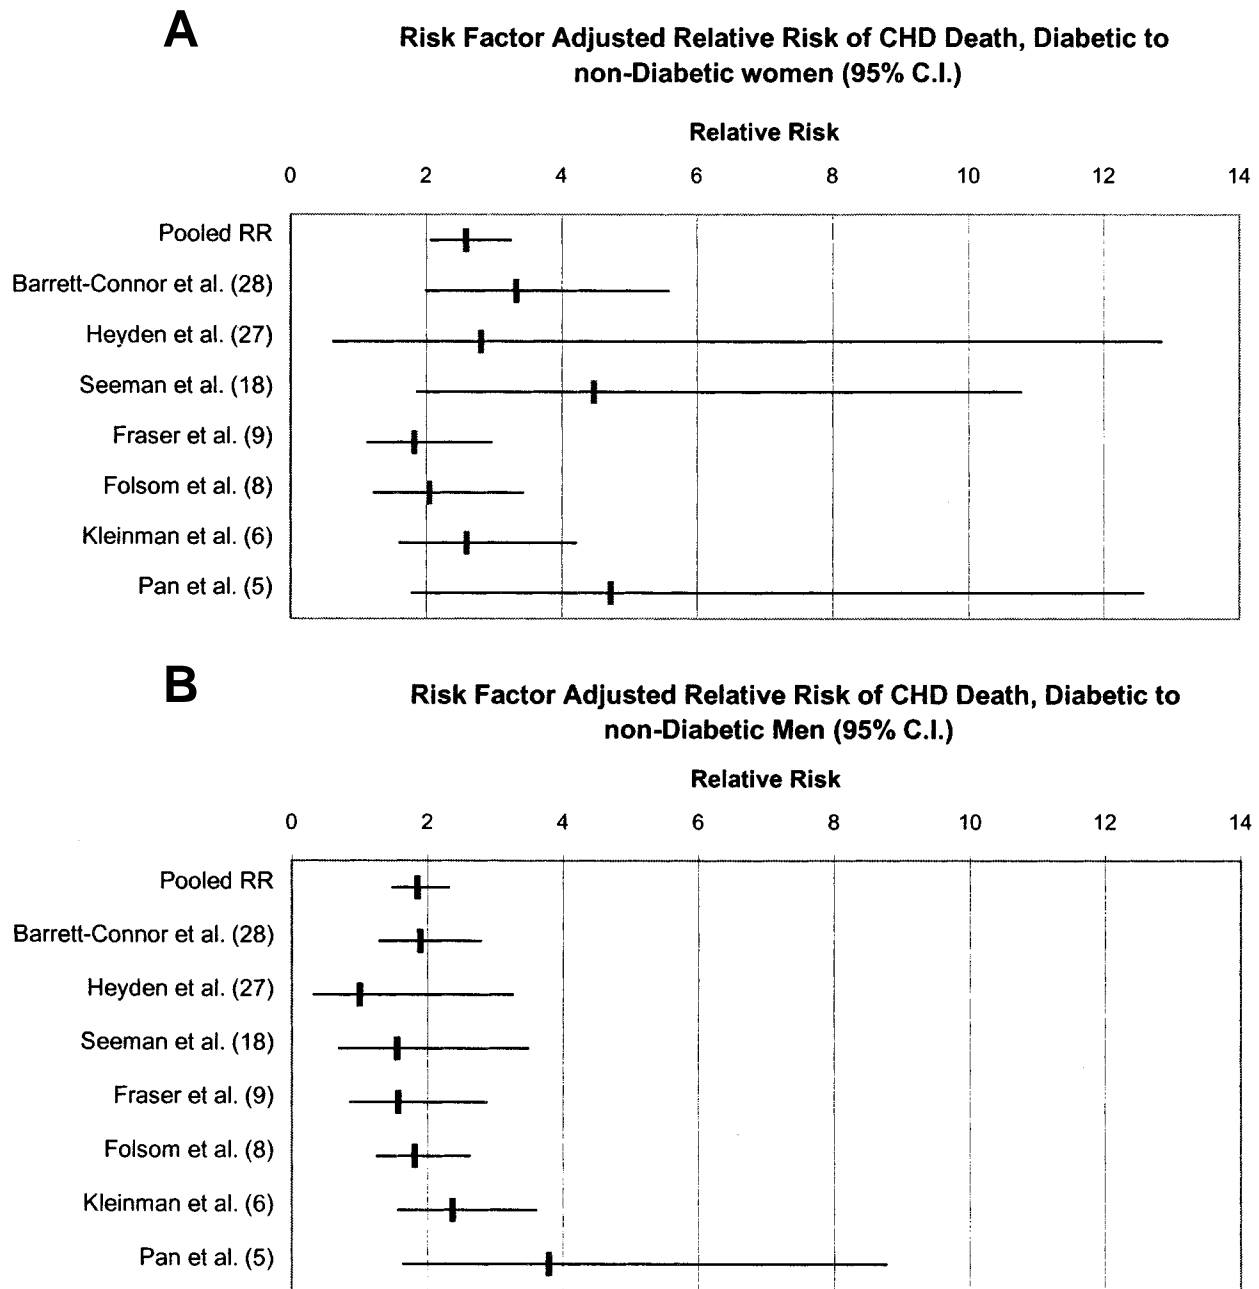 A
Risk Factor Adjusted Relative Risk of CHD Death, Diabetic to
non-Diabetic women (95% C.I.)
Relative Risk
0 2 4 6 8 10 12 14
Pooled RR
Barrett-Connor et al. (28)
Heyden et al. (27)
Seeman et al. (18)
Fraser et al. (9)
Folsom et al. (8)
Kleinman et al. (6)
Pan et al. (5)
B
Risk Factor Adjusted Relative Risk of CHD Death, Diabetic to
non-Diabetic Men (95% C.I.)
Relative Risk
0 2 4 6 8 10 12 14
Pooled RR
Barrett-Connor et al. (28)
Heyden et al. (27)
Seeman et al. (18)
Fraser et al. (9)
Folsom et al. (8)
Kleinman et al. (6)
Pan et al. (5)